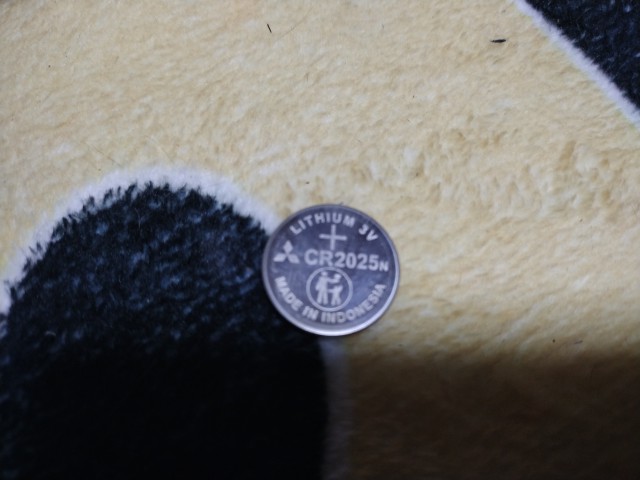 LITHIUM 3V
+
CR2025N
MADE IN INDONESIA